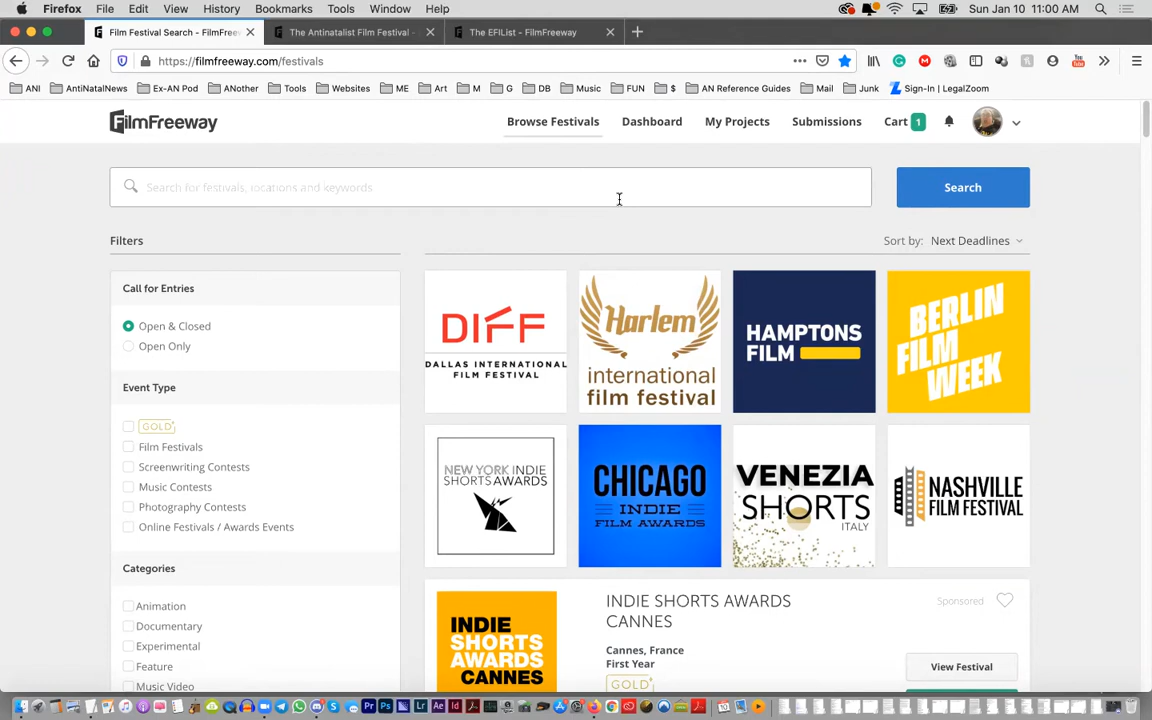 Firefox File Edit View History Bookmarks Tools Window Help Sun Jan 10 11:00 AM
Film Festival Search - FilmFree The Antinatalist Film Festival - The EFIList - FilmFreeway
https://filmfreeway.com/festivals
ANI AntiNatalNews Ex-AN Pod ANother Tools Websites ME Art M G DB Music FUN $ AN Reference Guides Mail Junk Sign-In | LegalZoom
FilmFreeway Browse Festivals Dashboard My Projects Submissions Cart 1
Search for festivals, locations and keywords Search
Filters Sort by: Next Deadlines
Call for Entries
Open & Closed
Open Only
Event Type
GOLD
Film Festivals
Screenwriting Contests
Music Contests
Photography Contests
Online Festivals / Awards Events
Categories
Animation
Documentary
Experimental
Feature
Music Video
DIFF
DALLAS INTERNATIONAL
FILM FESTIVAL
Harlem
international
film festival
HAMPTONS
FILM
BERLIN
FILM
WEEK
NEW YORK INDIE
SHORTS AWARDS
CHICAGO
INDIE
FILM AWARDS
VENEZIA
SHORTS
ITALY
NASHVILLE
FILM FESTIVAL
INDIE
SHORTS
AWARDS
CANNES
INDIE SHORTS AWARDS
CANNES
Sponsored
Cannes, France
First Year
GOLD
View Festival